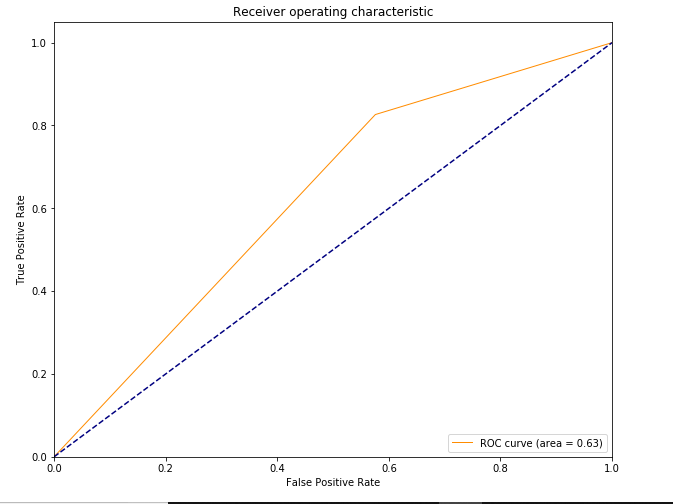 Receiver operating characteristic
1.0
0.8
0.6
0.4
0.2
0.0
True Positive Rate
ROC curve (area = 0.63)
0.0 0.2 0.4 0.6 0.8 1.0
False Positive Rate